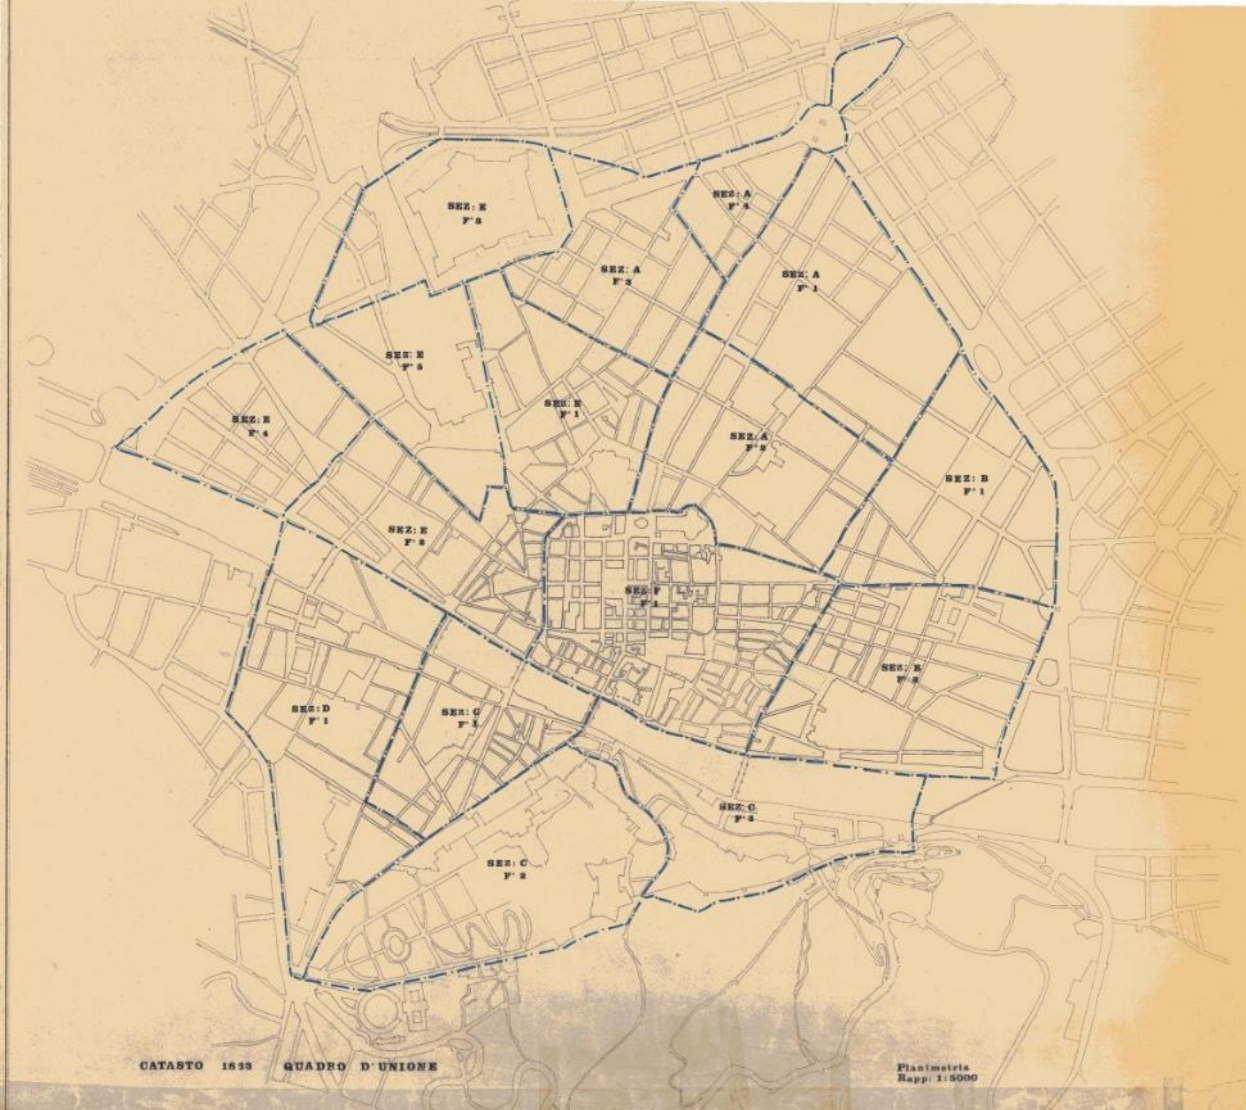 SEZ: E
F° 8
SEZ: A
F° 4
SEZ: A
F° 3
SEZ: A
F° 1
SEZ: E
F° 5
SEZ: E
F° 1
SEZ: E
F° 4
SEZ: A
F° 2
SEZ: B
F° 1
SEZ: E
F° 2
SEZ: F
F° 1
SEZ: B
F° 2
SEZ: D
F° 1
SEZ: C
F° 1
SEZ: C
F° 3
SEZ: C
F° 2
CATASTO 1833 QUADRO D'UNIONE
Planimetria
Rapp: 1:5000